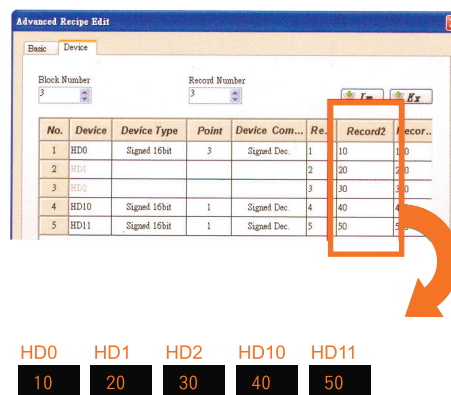 Advanced Recipe Edit
Basic Device
Block Number Record Number
3 3 Im Ex
No. Device Device Type Point Device Com... Re. Record2 Recor...
1 HD0 Signed 16bit 3 Signed Dec. 1 10
2 HD1 2 20
3 HD2 3 30
4 HD10 Signed 16bit 1 Signed Dec. 4 40
5 HD11 Signed 16bit 1 Signed Dec. 5 50
HD0 HD1 HD2 HD10 HD11
10 20 30 40 50